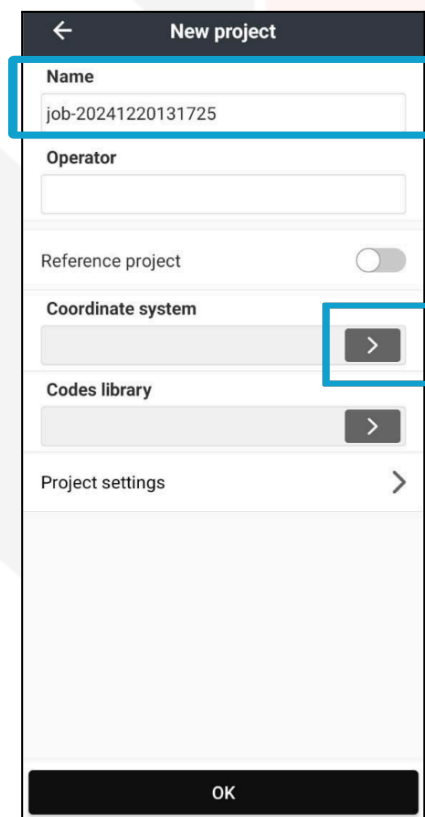 New project
Name
job-20241220131725
Operator
Reference project
Coordinate system
Codes library
Project settings
OK